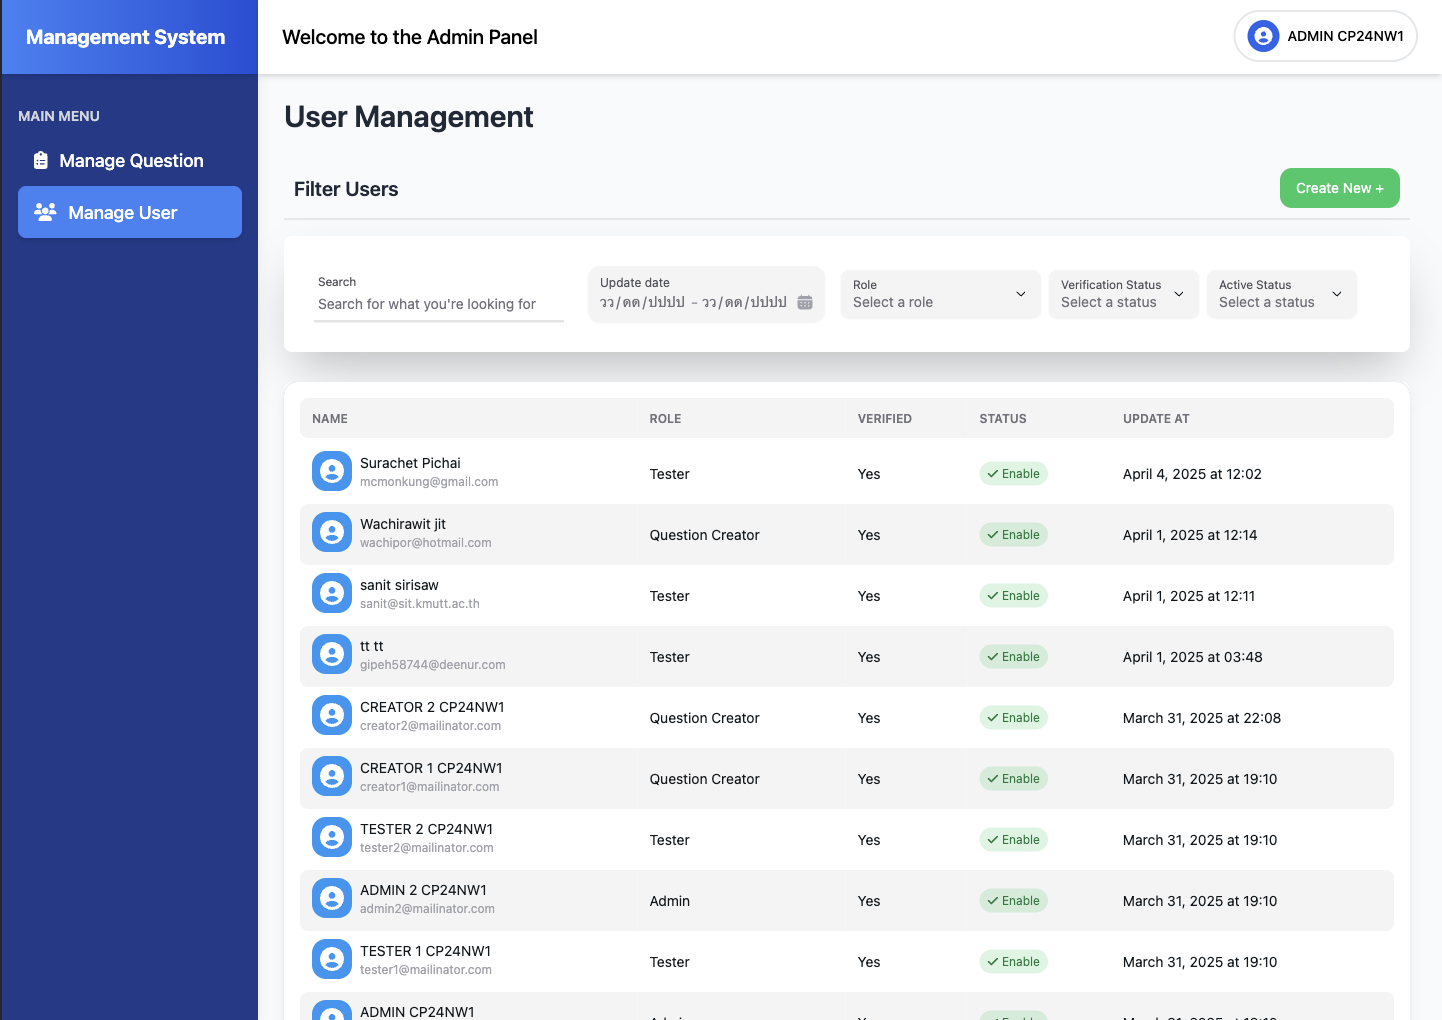 Management System
Welcome to the Admin Panel
ADMIN CP24NW1
MAIN MENU
Manage Question
Manage User
User Management
Filter Users
Create New +
Search
Search for what you're looking for
Update date
วว/ดด/ปปปป – วว/ดด/ปปปป
Role
Select a role
Verification Status
Select a status
Active Status
Select a status
NAME ROLE VERIFIED STATUS UPDATE AT
Surachet Pichai
mcmonkung@gmail.com
Tester Yes Enable April 4, 2025 at 12:02
Wachirawit jit
wachipor@hotmail.com
Question Creator Yes Enable April 1, 2025 at 12:14
sanit sirisaw
sanit@sit.kmutt.ac.th
Tester Yes Enable April 1, 2025 at 12:11
tt tt
gipeh58744@deenur.com
Tester Yes Enable April 1, 2025 at 03:48
CREATOR 2 CP24NW1
creator2@mailinator.com
Question Creator Yes Enable March 31, 2025 at 22:08
CREATOR 1 CP24NW1
creator1@mailinator.com
Question Creator Yes Enable March 31, 2025 at 19:10
TESTER 2 CP24NW1
tester2@mailinator.com
Tester Yes Enable March 31, 2025 at 19:10
ADMIN 2 CP24NW1
admin2@mailinator.com
Admin Yes Enable March 31, 2025 at 19:10
TESTER 1 CP24NW1
tester1@mailinator.com
Tester Yes Enable March 31, 2025 at 19:10
ADMIN CP24NW1